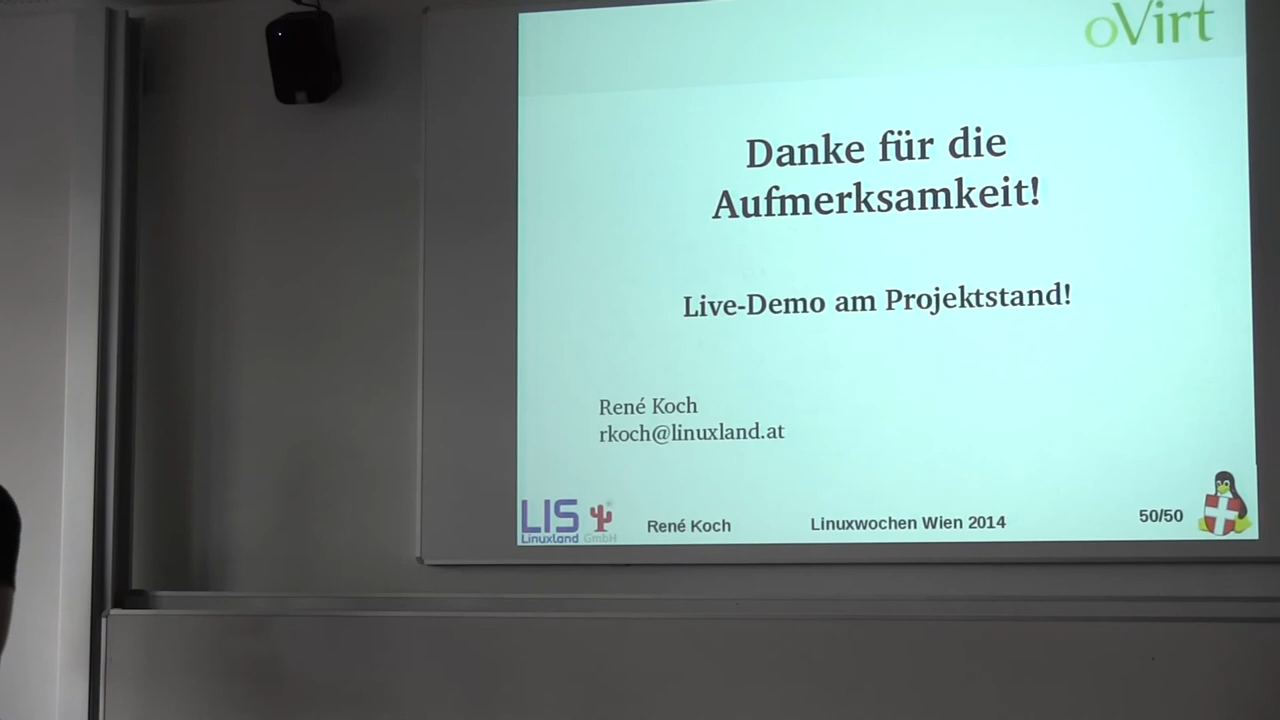 oVirt
Danke für die
Aufmerksamkeit!
Live-Demo am Projektstand!
René Koch
rkoch@linuxland.at
LIS
Linuxland GmbH
René Koch
Linuxwochen Wien 2014
50/50